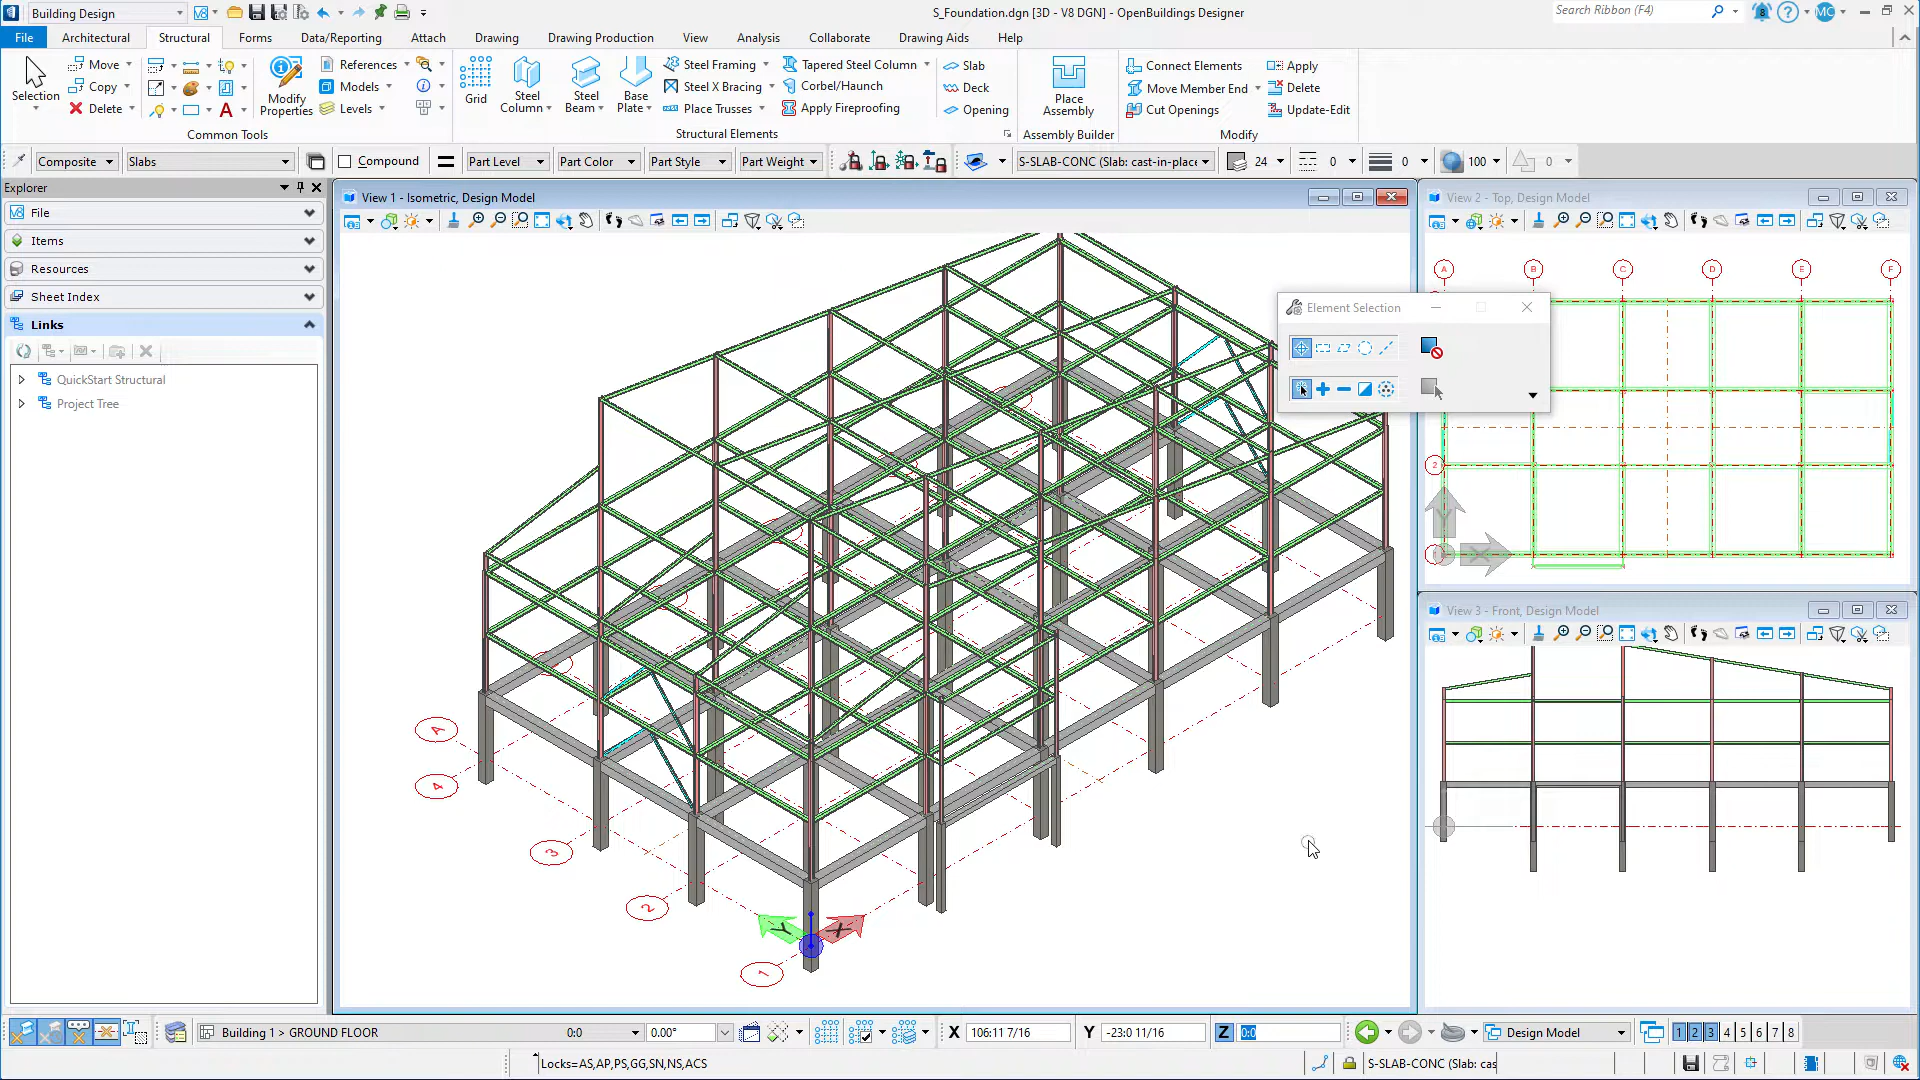 Building Design
S_Foundation.dgn [3D - V8 DGN] - OpenBuildings Designer
Search Ribbon (F4)
8
MC
File
Architectural
Structural
Forms
Data/Reporting
Attach
Drawing
Drawing Production
View
Analysis
Collaborate
Drawing Aids
Help
Selection
Move
Copy
Delete
Modify Properties
References
Models
Levels
Common Tools
Grid
Steel Column
Steel Beam
Base Plate
Steel Framing
Steel X Bracing
Place Trusses
Tapered Steel Column
Corbel/Haunch
Apply Fireproofing
Slab
Deck
Opening
Structural Elements
Place Assembly
Assembly Builder
Connect Elements
Move Member End
Cut Openings
Apply
Delete
Update-Edit
Modify
Composite
Slabs
Compound
Part Level
Part Color
Part Style
Part Weight
S-SLAB-CONC (Slab: cast-in-place
24
0
0
100
0
Explorer
File
Items
Resources
Sheet Index
Links
QuickStart Structural
Project Tree
View 1 - Isometric, Design Model
A
4
3
2
1
Y
X
Element Selection
View 2 - Top, Design Model
A
B
C
D
E
F
2
Y
X
View 3 - Front, Design Model
Building 1 > GROUND FLOOR
0:0
0.00°
X
106:11 7/16
Y
-23:0 11/16
Z
0:0
Design Model
1 2 3 4 5 6 7 8
Locks=AS,AP,PS,GG,SN,NS,ACS
S-SLAB-CONC (Slab: cas